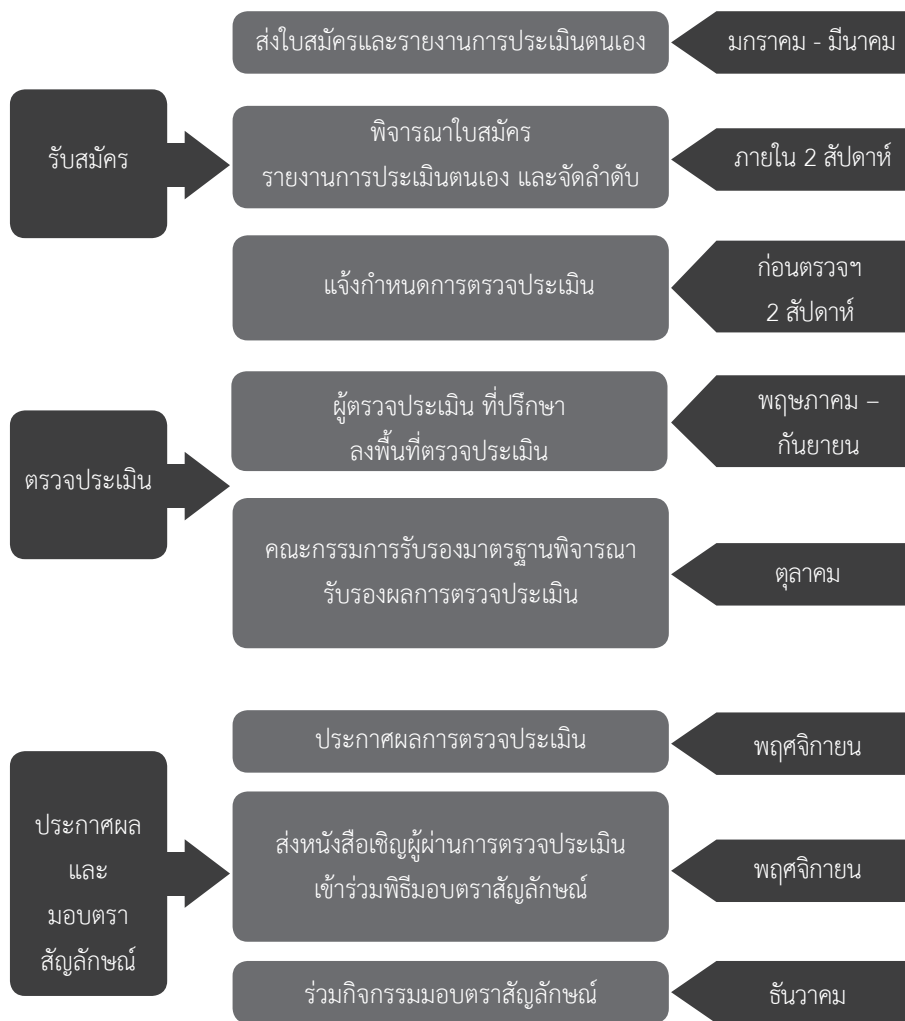 ส่งใบสมัครและรายงานการประเมินตนเอง
มกราคม - มีนาคม
รับสมัคร
พิจารณาใบสมัคร
รายงานการประเมินตนเอง และจัดลำดับ
ภายใน 2 สัปดาห์
แจ้งกำหนดการตรวจประเมิน
ก่อนตรวจฯ
2 สัปดาห์
ตรวจประเมิน
ผู้ตรวจประเมิน ที่ปรึกษา
ลงพื้นที่ตรวจประเมิน
พฤษภาคม –
กันยายน
คณะกรรมการรับรองมาตรฐานพิจารณา
รับรองผลการตรวจประเมิน
ตุลาคม
ประกาศผล
และ
มอบตรา
สัญลักษณ์
ประกาศผลการตรวจประเมิน
พฤศจิกายน
ส่งหนังสือเชิญผู้ผ่านการตรวจประเมิน
เข้าร่วมพิธีมอบตราสัญลักษณ์
พฤศจิกายน
ร่วมกิจกรรมมอบตราสัญลักษณ์
ธันวาคม